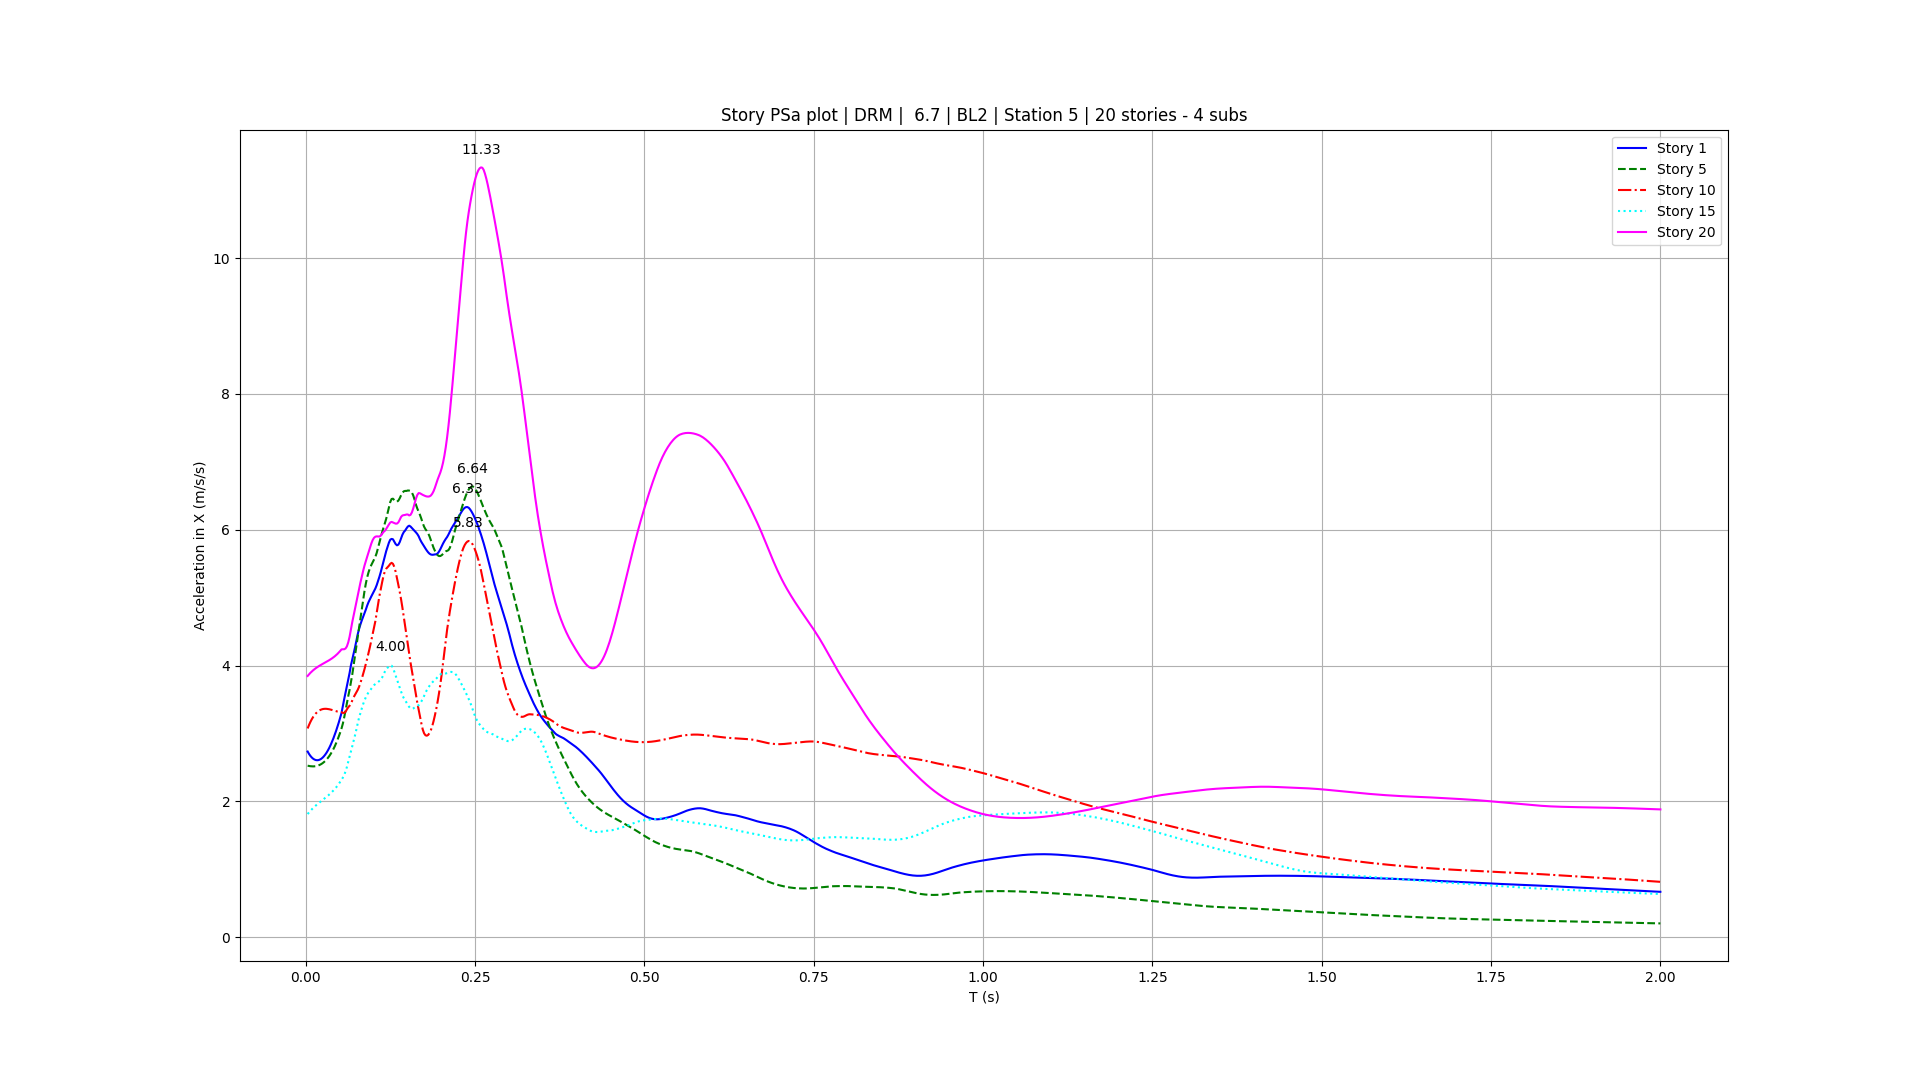 Story PSa plot | DRM |  6.7 | BL2 | Station 5 | 20 stories - 4 subs
11.33
6.64
6.33
5.83
4.00
Story 1
Story 5
Story 10
Story 15
Story 20
Acceleration in X (m/s/s)
10
8
6
4
2
0
0.00 0.25 0.50 0.75 1.00 1.25 1.50 1.75 2.00
T (s)